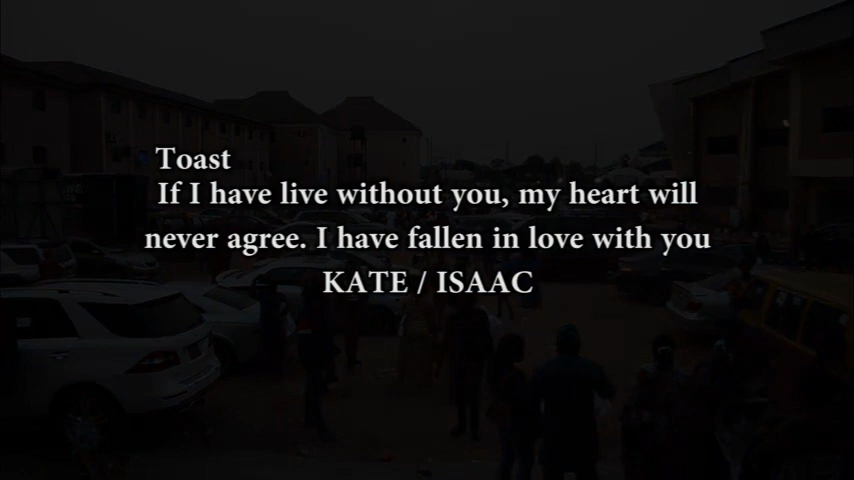 Toast
If I have live without you, my heart will
never agree. I have fallen in love with you
KATE / ISAAC